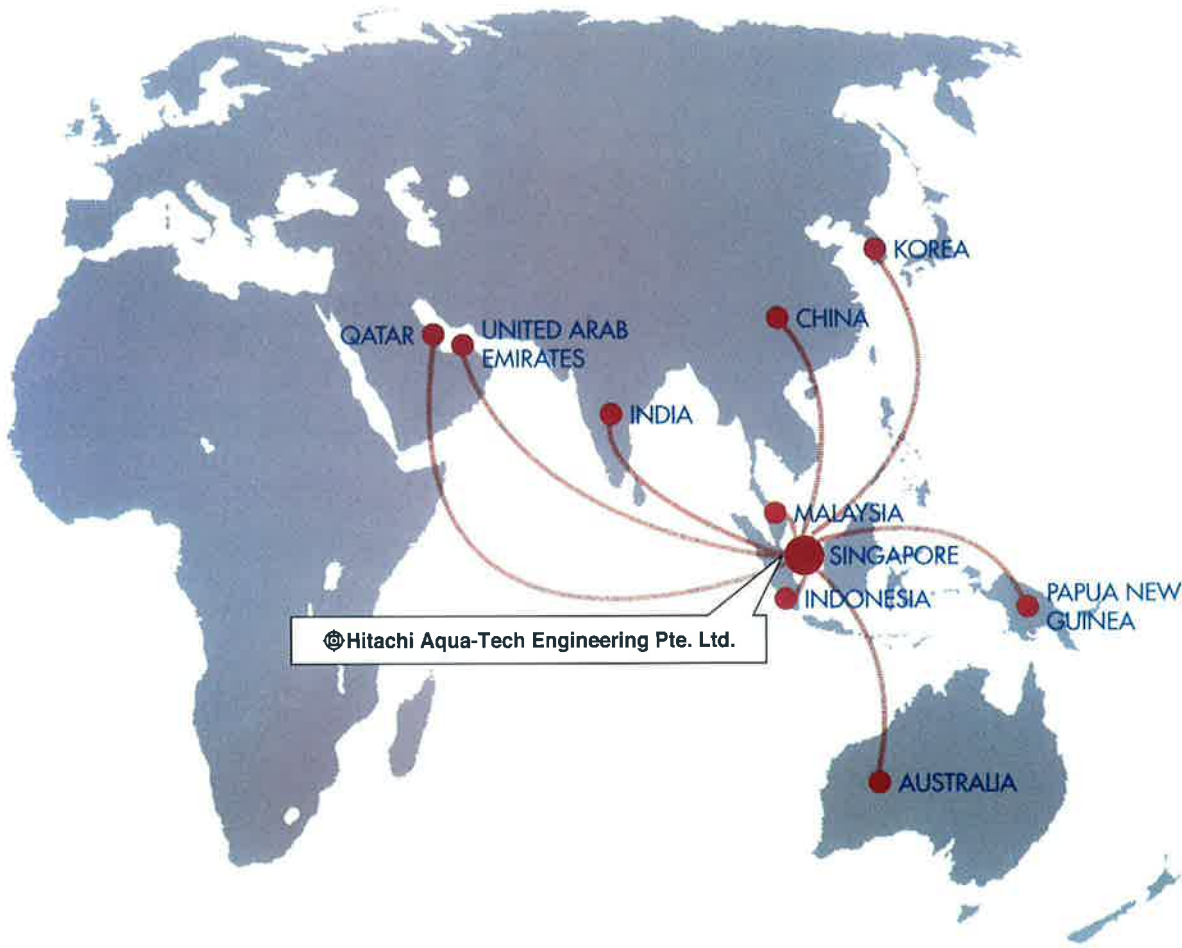 KOREA
CHINA
QATAR
UNITED ARAB
EMIRATES
INDIA
MALAYSIA
SINGAPORE
INDONESIA
PAPUA NEW
GUINEA
Hitachi Aqua-Tech Engineering Pte. Ltd.
AUSTRALIA